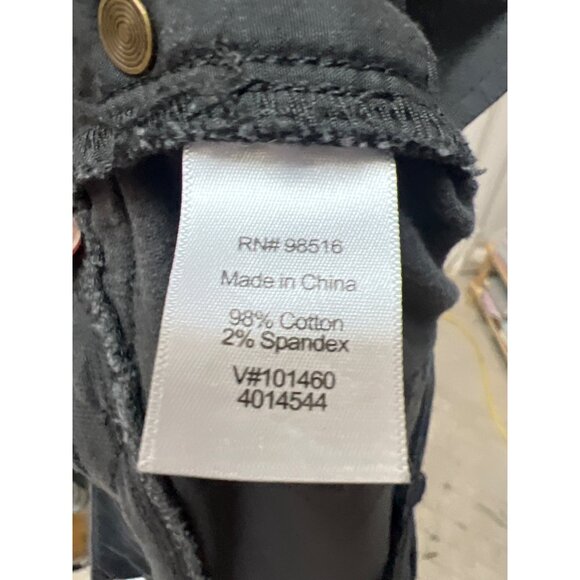 RN# 98516
Made in China
98% Cotton
2% Spandex
V#101460
4014544